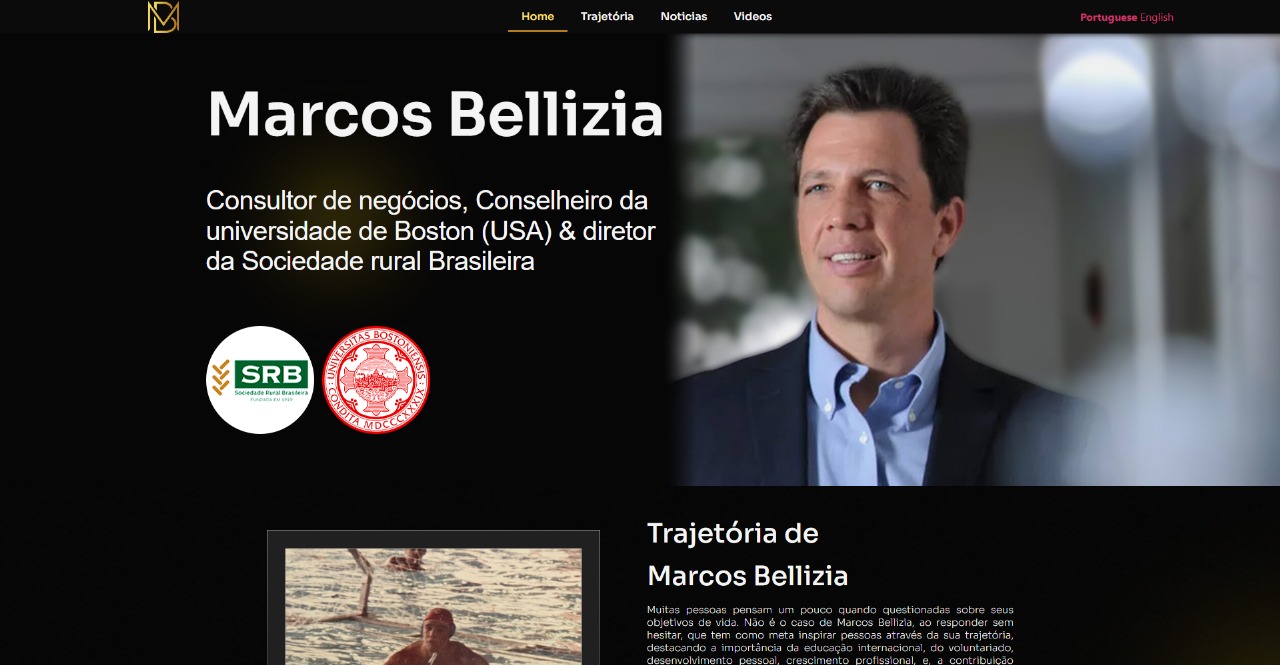 Home Trajetória Noticias Videos
Portuguese English
Marcos Bellizia
Consultor de negócios, Conselheiro da
universidade de Boston (USA) & diretor
da Sociedade rural Brasileira
SRB
Sociedade Rural Brasileira
FUNDADA EM 1919
UNIVERSITAS BOSTONIENSIS
CONDITA MDCCCXXXIX
Trajetória de
Marcos Bellizia
Muitas pessoas pensam um pouco quando questionadas sobre seus
objetivos de vida. Não é o caso de Marcos Bellizia, ao responder sem
hesitar, que tem como meta inspirar pessoas através da sua trajetória,
destacando a importância da educação internacional, do voluntariado,
desenvolvimento pessoal, crescimento profissional, e, a contribuição